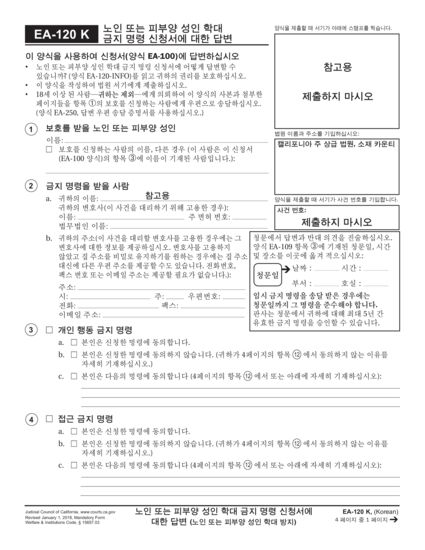 EA-120 K
노인 또는 피부양 성인 학대
금지 명령 신청서에 대한 답변
양식을 제출할 때 서기가 아래에 스탬프를 찍습니다.
참고용
제출하지 마시오
이 양식을 사용하여 신청서(양식 EA-100)에 답변하십시오
• 노인 또는 피부양 성인 학대 금지 명령 신청서에 어떻게 답변할 수
있습니까? (양식 EA-120-INFO)를 읽고 귀하의 권리를 보호하십시오.
• 이 양식을 작성하여 법원 서기에게 제출하십시오.
• 18세 이상 된 사람—귀하는 제외—에게 의뢰하여 이 양식의 사본과 첨부한
페이지들을 항목 ①의 보호를 신청하는 사람에게 우편으로 송달하십시오.
(양식 EA-250, 답변 우편 송달 증명서를 사용하십시오.)
1 보호를 받을 노인 또는 피부양 성인
이름:
☐ 보호를 신청하는 사람의 이름, 다른 경우 (이 사람은 이 신청서
(EA-100 양식)의 항목 ③에 이름이 기재된 사람입니다.):
법원 이름과 주소를 기입하십시오:
캘리포니아 주 상급 법원, 소재 카운티
2 금지 명령을 받을 사람
a. 귀하의 이름: 참고용
귀하의 변호사(이 사건을 대리하기 위해 고용한 경우):
이름: 주 변호 번호:
법무법인 이름:
양식을 제출할 때 서기가 사건 번호를 기입합니다.
사건 번호:
제출하지 마시오
b. 귀하의 주소(이 사건을 대리할 변호사를 고용한 경우에는 그
변호사에 대한 정보를 제공하십시오. 변호사를 고용하지
않았고 집 주소를 비밀로 유지하기를 원하는 경우에는 집 주소
대신에 다른 우편 주소를 제공할 수도 있습니다. 전화번호,
팩스 번호 또는 이메일 주소는 제공할 필요가 없습니다.):
주소:
시: 주: 우편번호:
전화: 팩스:
이메일 주소:
청문에서 답변과 반대 의견을 진술하십시오.
양식 EA-109 항목 ③에 기재된 청문일, 시간
및 장소를 이곳에 옮겨 적으십시오:
청문일 → 날짜: 시간:
부서: 호실:
임시 금지 명령을 송달 받은 경우에는
청문일까지 그 명령을 준수해야 합니다.
판사는 청문에서 귀하에 대해 최대 5년 간
유효한 금지 명령을 승인할 수 있습니다.
3 ☐ 개인 행동 금지 명령
a. ☐ 본인은 신청한 명령에 동의합니다.
b. ☐ 본인은 신청한 명령에 동의하지 않습니다. (귀하가 4페이지의 항목 ⑫에서 동의하지 않는 이유를
자세히 기재하십시오.)
c. ☐ 본인은 다음의 명령에 동의합니다 (4페이지의 항목 ⑫에서 또는 아래에 자세히 기재하십시오):
4 ☐ 접근 금지 명령
a. ☐ 본인은 신청한 명령에 동의합니다.
b. ☐ 본인은 신청한 명령에 동의하지 않습니다. (귀하가 4페이지의 항목 ⑫에서 동의하지 않는 이유를
자세히 기재하십시오.)
c. ☐ 본인은 다음의 명령에 동의합니다 (4페이지의 항목 ⑫에서 또는 아래에 자세히 기재하십시오):
Judicial Council of California, www.courts.ca.gov
Revised January 1, 2018, Mandatory Form
Welfare & Institutions Code, § 15657.03
노인 또는 피부양 성인 학대 금지 명령 신청서에
대한 답변 (노인 또는 피부양 성인 학대 방지)
EA-120 K, (Korean)
4 페이지 중 1 페이지 →